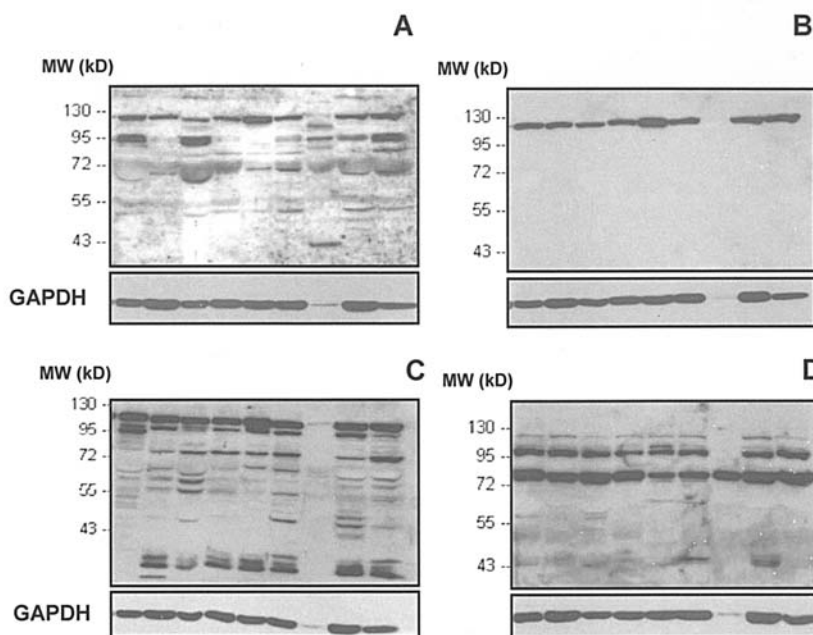 A
MW (kD)
130 --
95 --
72 --
55 --
43 --
GAPDH
B
MW (kD)
130 --
95 --
72 --
55 --
43 --
C
MW (kD)
130 --
95 --
72 --
55 --
43 --
GAPDH
D
MW (kD)
130 --
95 --
72 --
55 --
43 --